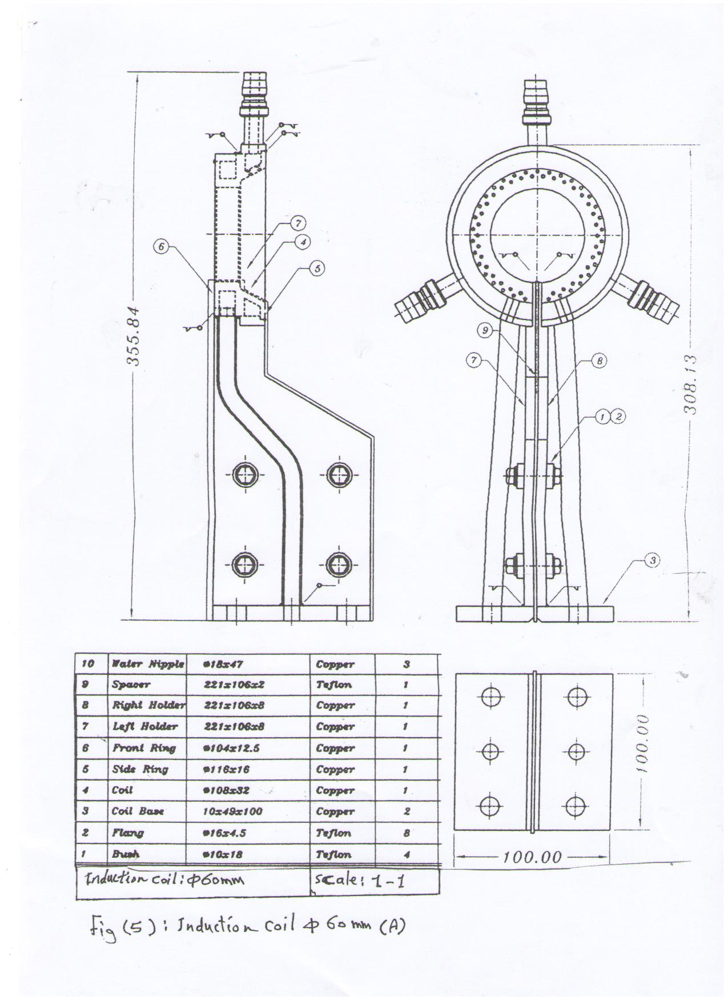 355.84
7
4
6
5
308.13
9
7
8
1 2
3
10 Water Nipple ø18x47 Copper 3
9 Spacer 221x106x2 Teflon 1
8 Right Holder 221x106x8 Copper 1
7 Left Holder 221x106x8 Copper 1
6 Front Ring ø104x12.5 Copper 1
5 Side Ring ø116x16 Copper 1
4 Coil ø108x32 Copper 1
3 Coil Base 10x49x100 Copper 2
2 Flang ø16x4.5 Teflon 8
1 Bush ø10x18 Teflon 4
Induction coil: Φ60mm scale: 1-1
100.00
100.00
Fig (5): Induction coil Φ 60 mm (A)